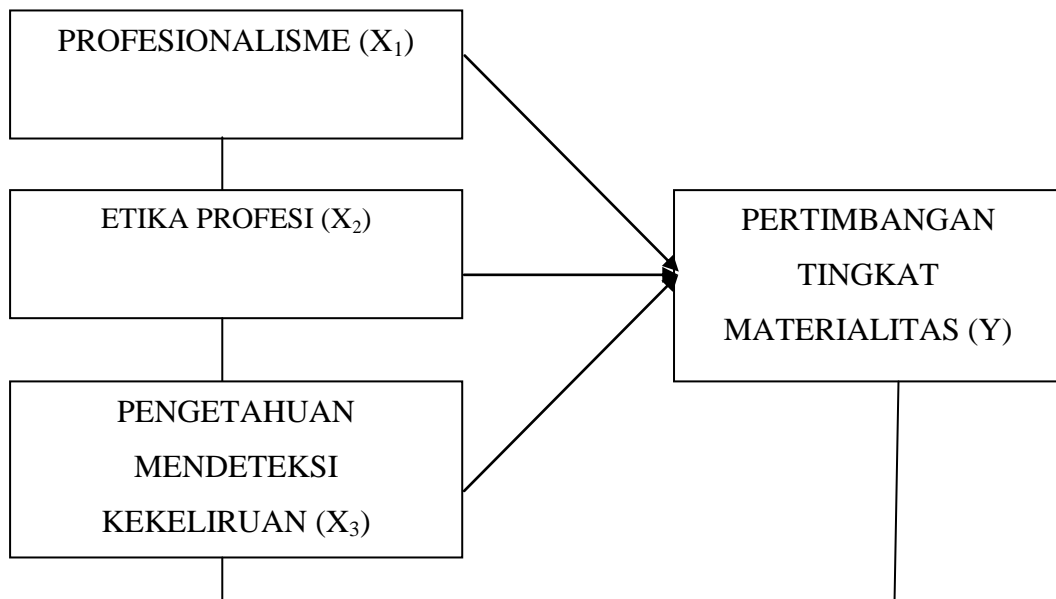 PROFESIONALISME (X₁)
ETIKA PROFESI (X₂)
PENGETAHUAN
MENDETEKSI
KEKELIRUAN (X₃)
PERTIMBANGAN
TINGKAT
MATERIALITAS (Y)